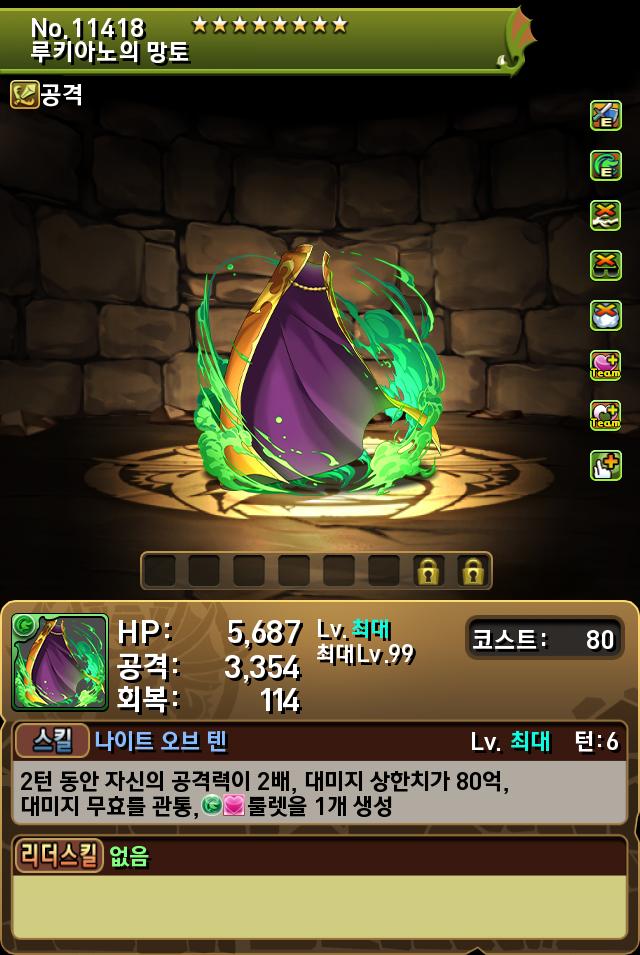 No.11418
루키아노의 망토
공격
E
E
Team
Team
HP: 5,687
공격: 3,354
회복: 114
Lv.최대
최대Lv.99
코스트: 80
스킬 나이트 오브 텐 Lv. 최대 턴:6
2턴 동안 자신의 공격력이 2배, 대미지 상한치가 80억,
대미지 무효를 관통, 룰렛을 1개 생성
리더스킬 없음